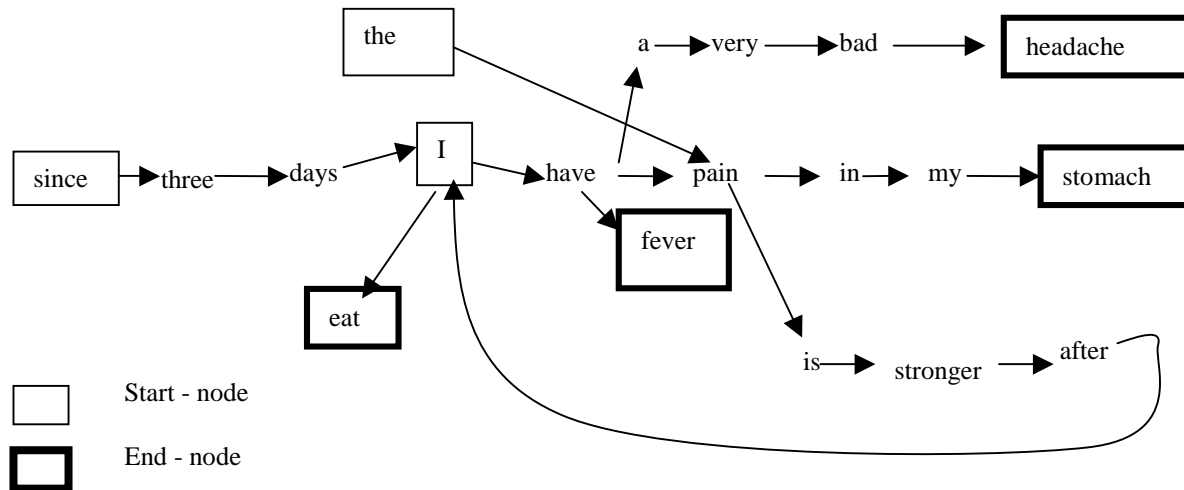 the
a very bad headache
since three days I have pain in my stomach
fever
eat
is stronger after
Start - node
End - node